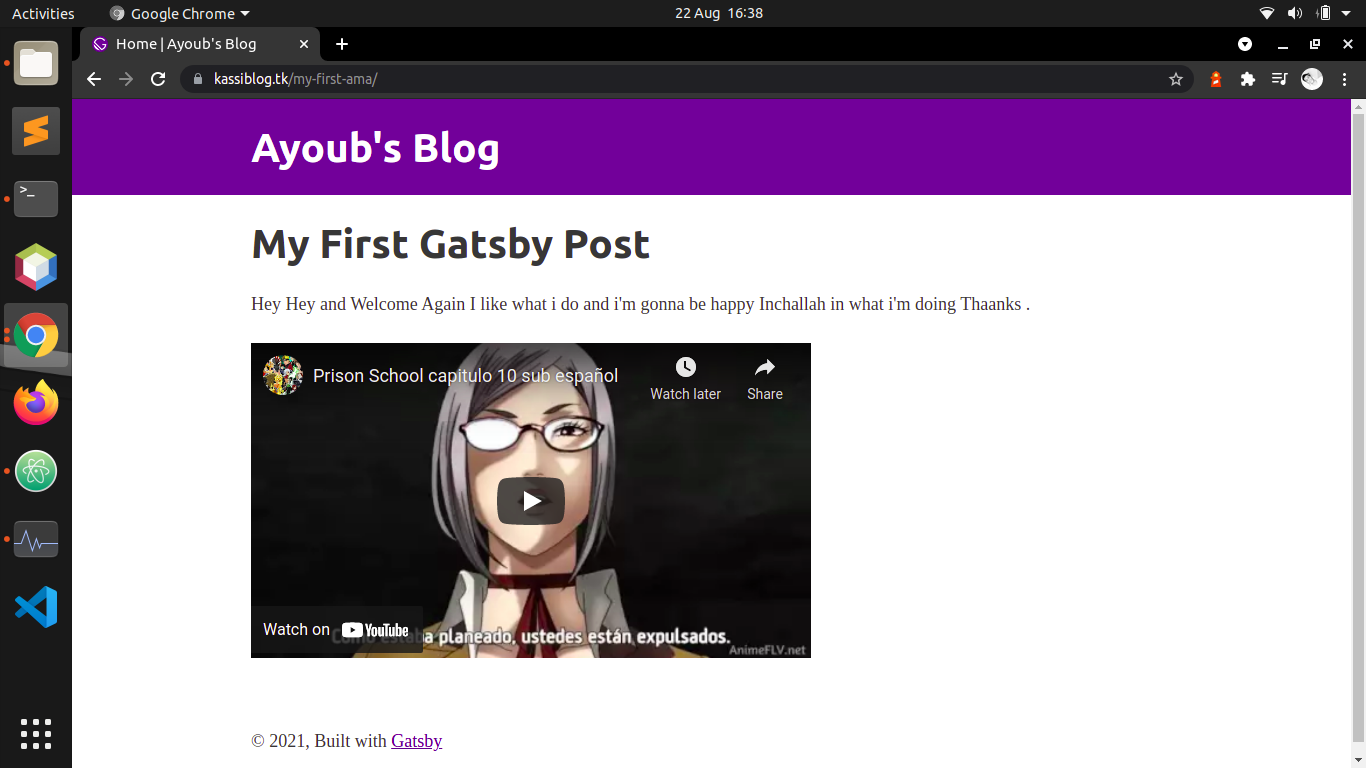 Activities
Google Chrome
22 Aug 16:38
Home | Ayoub's Blog
kassiblog.tk/my-first-ama/
Ayoub's Blog
My First Gatsby Post
Hey Hey and Welcome Again I like what i do and i'm gonna be happy Inchallah in what i'm doing Thaanks .
Prison School capitulo 10 sub español
Watch later
Share
Watch on YouTube
planeado, ustedes están expulsados.
AnimeFLV.net
© 2021, Built with Gatsby